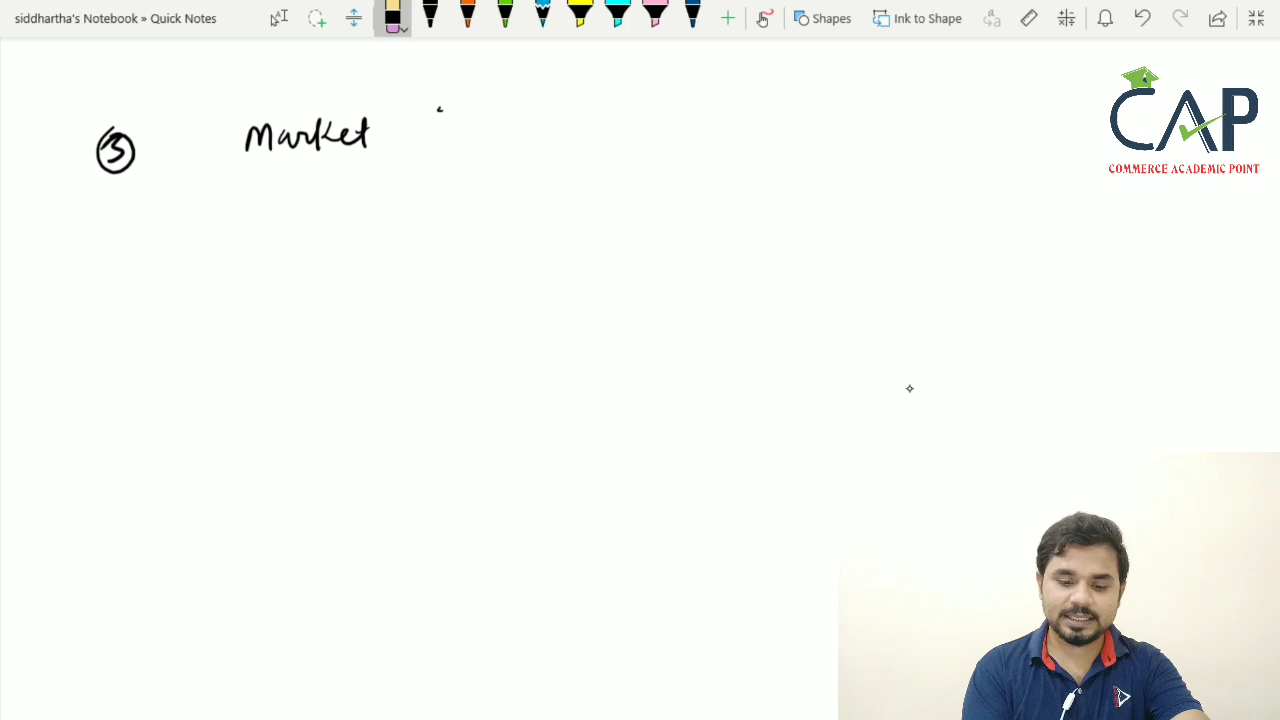 siddhartha's Notebook » Quick Notes
Shapes
Ink to Shape
CAP
COMMERCE ACADEMIC POINT
3 Market